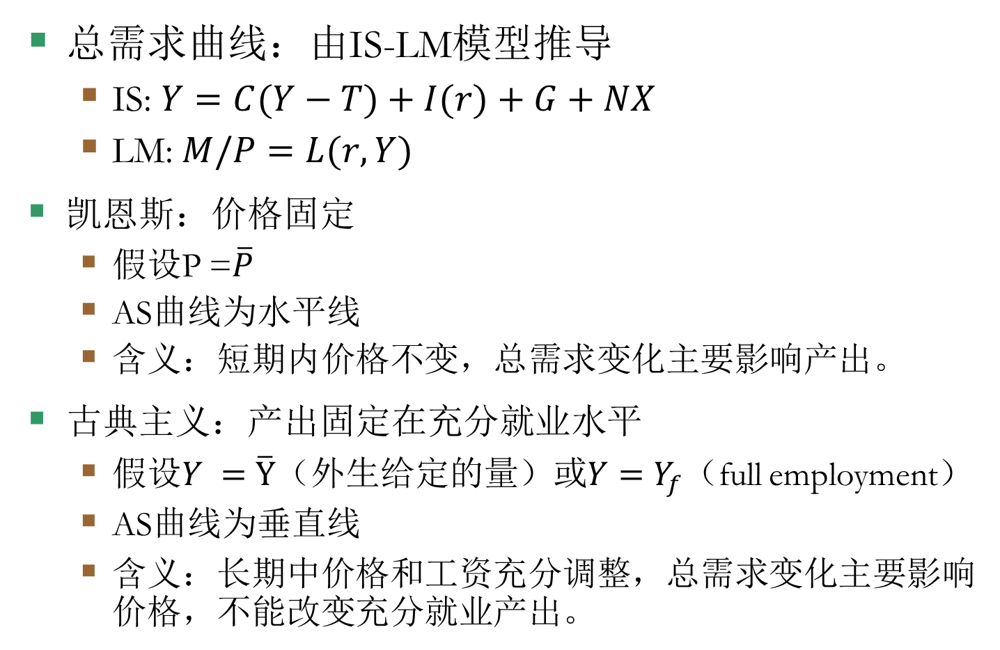 总需求曲线：由IS-LM模型推导
IS: Y = C(Y − T) + I(r) + G + NX
LM: M/P = L(r, Y)
凯恩斯：价格固定
假设P =P̄
AS曲线为水平线
含义：短期内价格不变，总需求变化主要影响产出。
古典主义：产出固定在充分就业水平
假设Y = Ȳ（外生给定的量）或Y = Y_f（full employment）
AS曲线为垂直线
含义：长期中价格和工资充分调整，总需求变化主要影响
价格，不能改变充分就业产出。